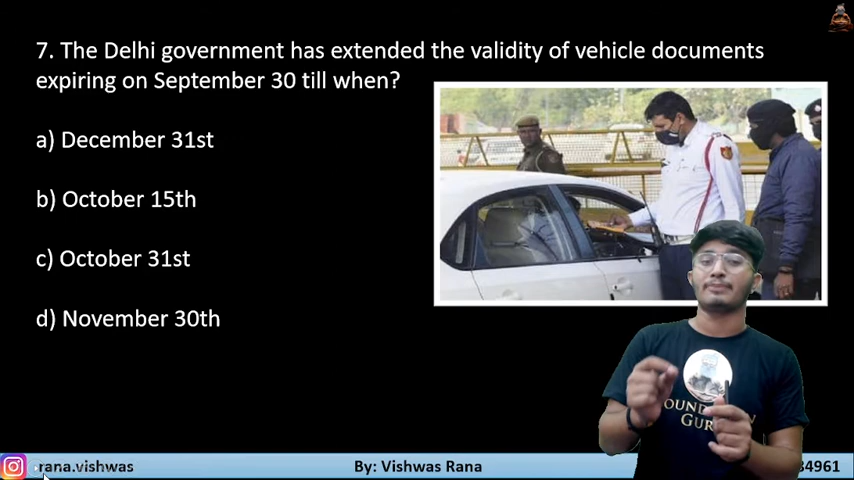 7. The Delhi government has extended the validity of vehicle documents
expiring on September 30 till when?
a) December 31st
b) October 15th
c) October 31st
d) November 30th
rana.vishwas
By: Vishwas Rana
34961